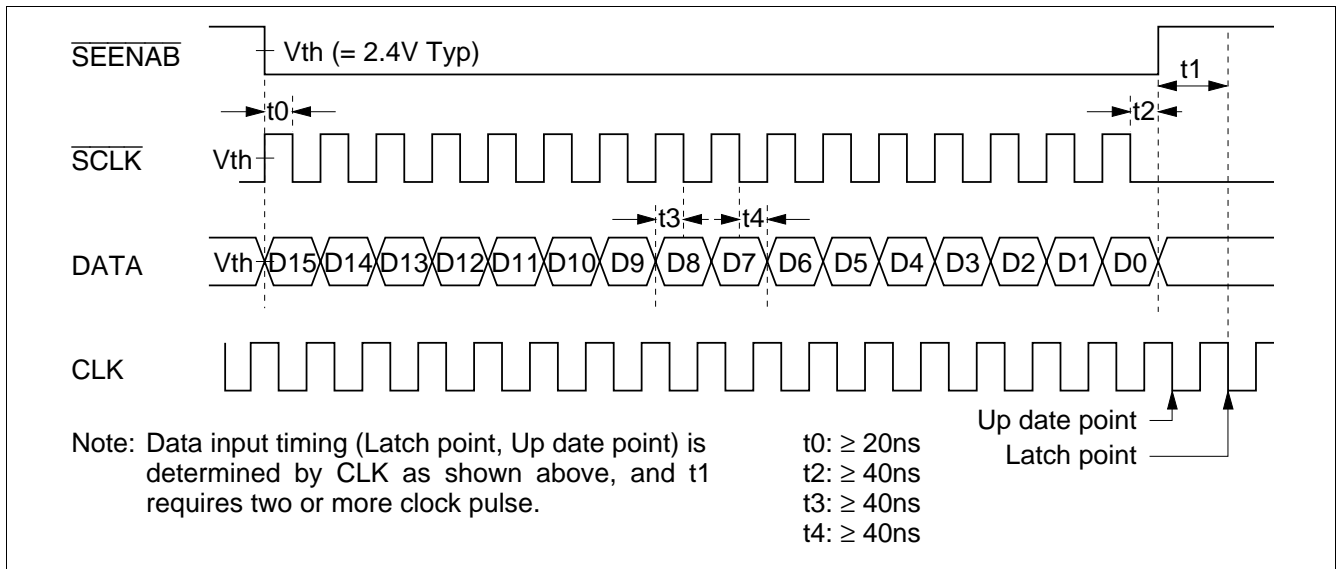 SEENAB
Vth (= 2.4V Typ)
t1
t0
t2
SCLK
Vth
t3
t4
DATA
Vth
D15 D14 D13 D12 D11 D10 D9 D8 D7 D6 D5 D4 D3 D2 D1 D0
CLK
Up date point
Latch point
Note: Data input timing (Latch point, Up date point) is
determined by CLK as shown above, and t1
requires two or more clock pulse.
t0: ≥ 20ns
t2: ≥ 40ns
t3: ≥ 40ns
t4: ≥ 40ns